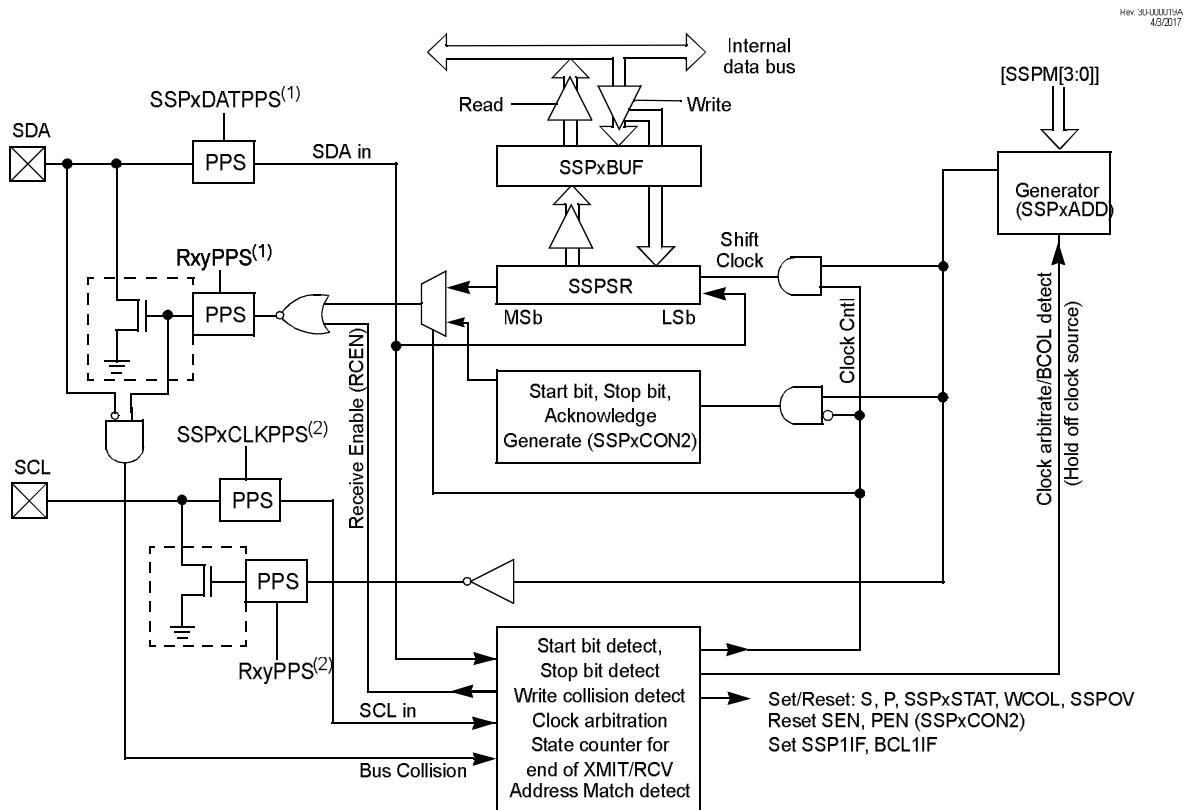 Rev. 30-000019A
4/3/2017
Internal
data bus
[SSPM[3:0]]
SSPxDATPPS(1)
Read
Write
SDA
PPS
SDA in
SSPxBUF
Generator
(SSPxADD)
RxyPPS(1)
Shift
Clock
PPS
SSPSR
MSb
LSb
Receive Enable (RCEN)
Clock Cntl
Clock arbitrate/BCOL detect
(Hold off clock source)
Start bit, Stop bit,
Acknowledge
Generate (SSPxCON2)
SSPxCLKPPS(2)
SCL
PPS
PPS
RxyPPS(2)
SCL in
Bus Collision
Start bit detect,
Stop bit detect
Write collision detect
Clock arbitration
State counter for
end of XMIT/RCV
Address Match detect
Set/Reset: S, P, SSPxSTAT, WCOL, SSPOV
Reset SEN, PEN (SSPxCON2)
Set SSP1IF, BCL1IF